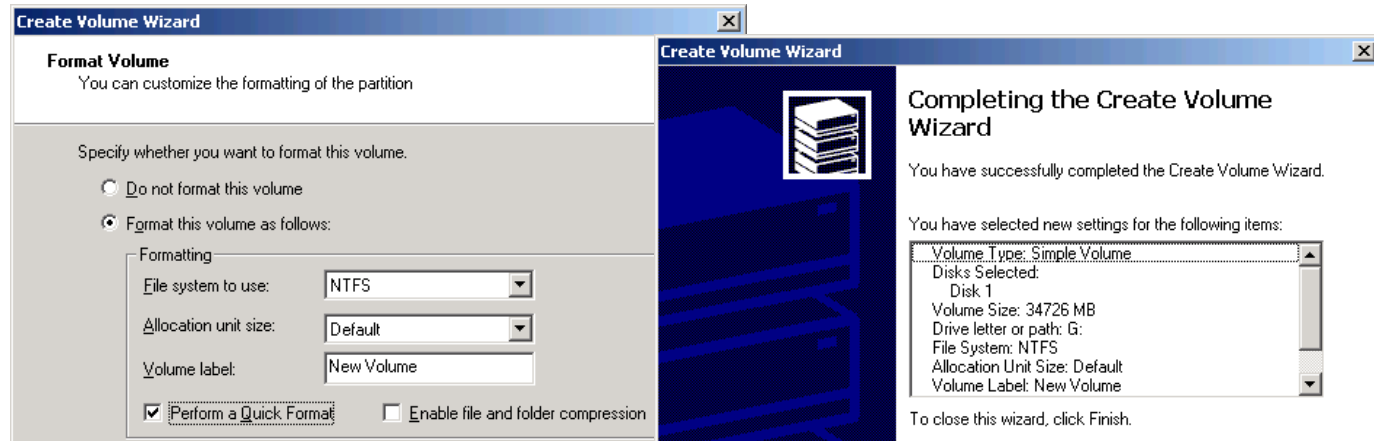 Create Volume Wizard
Format Volume
You can customize the formatting of the partition
Specify whether you want to format this volume.
Do not format this volume
Format this volume as follows:
Formatting
File system to use:
NTFS
Allocation unit size:
Default
Volume label:
New Volume
Perform a Quick Format
Enable file and folder compression
Create Volume Wizard
Completing the Create Volume
Wizard
You have successfully completed the Create Volume Wizard.
You have selected new settings for the following items:
Volume Type: Simple Volume
Disks Selected:
Disk 1
Volume Size: 34726 MB
Drive letter or path: G:
File System: NTFS
Allocation Unit Size: Default
Volume Label: New Volume
To close this wizard, click Finish.